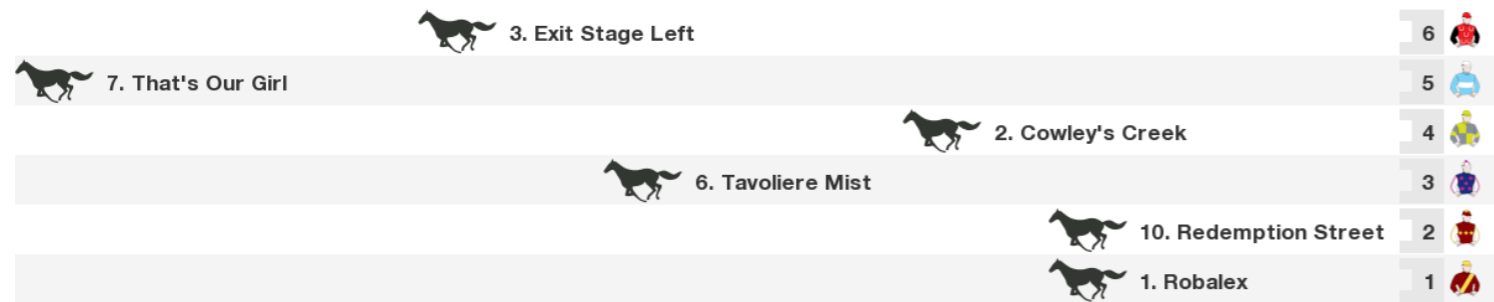 3. Exit Stage Left 6
7. That's Our Girl 5
2. Cowley's Creek 4
6. Tavoliere Mist 3
10. Redemption Street 2
1. Robalex 1